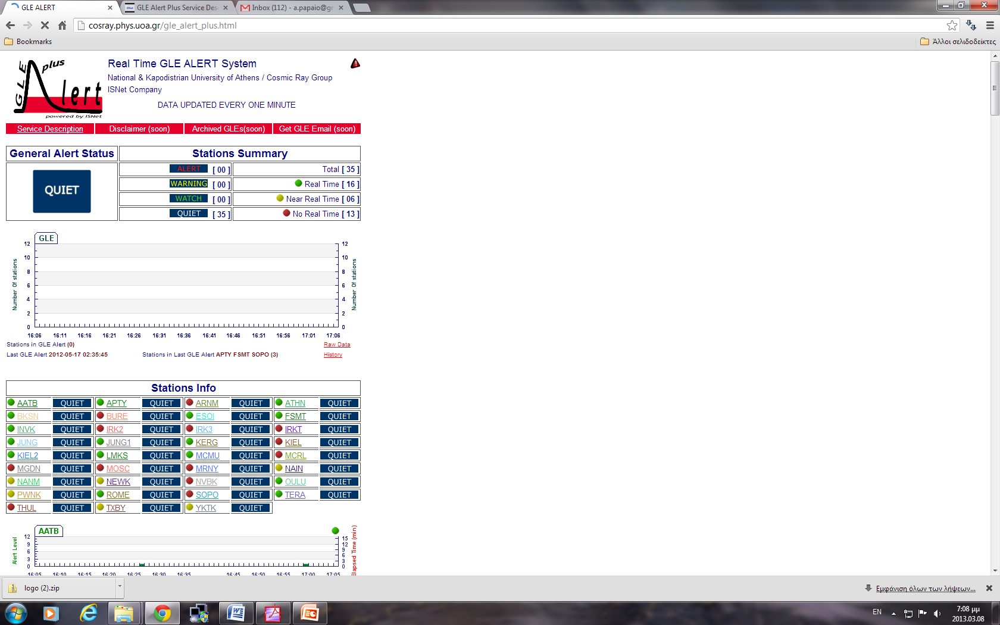 GLE ALERT
GLE Alert Plus Service Des
Inbox (112) - a.papaio@gr
cosray.phys.uoa.gr/gle_alert_plus.html
Bookmarks
Άλλοι σελιδοδείκτες
GLE Alert plus
powered by ISNet
Real Time GLE ALERT System
National & Kapodistrian University of Athens / Cosmic Ray Group
ISNet Company
DATA UPDATED EVERY ONE MINUTE
Service Description Disclaimer (soon) Archived GLEs(soon) Get GLE Email (soon)
General Alert Status Stations Summary
QUIET
ALERT [ 00 ] Total [ 35 ]
WARNING [ 00 ] Real Time [ 16 ]
WATCH [ 00 ] Near Real Time [ 06 ]
QUIET [ 35 ] No Real Time [ 13 ]
GLE
Number Of stations
12 12
10 10
8 8
6 6
4 4
2 2
0 0
Number Of stations
16:06 16:11 16:16 16:21 16:26 16:31 16:36 16:41 16:46 16:51 16:56 17:01 17:06
Stations in GLE Alert (0) Raw Data
Last GLE Alert 2012-05-17 02:35:45 Stations in Last GLE Alert APTY FSMT SOPO (3) History
Stations Info
AATB QUIET APTY QUIET ARNM QUIET ATHN QUIET
BKSN QUIET BURE QUIET ESOI QUIET FSMT QUIET
INVK QUIET IRK2 QUIET IRK3 QUIET IRKT QUIET
JUNG QUIET JUNG1 QUIET KERG QUIET KIEL QUIET
KIEL2 QUIET LMKS QUIET MCMU QUIET MCRL QUIET
MGDN QUIET MOSC QUIET MRNY QUIET NAIN QUIET
NANM QUIET NEWK QUIET NVBK QUIET OULU QUIET
PWNK QUIET ROME QUIET SOPO QUIET TERA QUIET
THUL QUIET TXBY QUIET YKTK QUIET
AATB
Alert Level
12 15
9 12
6 9
3 6
0 3
0
Elapsed Time (min)
16:05 16:10 16:15 16:20 16:25 16:30 16:35 16:45 16:50 16:55 17:00 17:05
logo (2).zip
Εμφάνιση όλων των λήψεων...
EN
7:08 μμ
2013.03.08